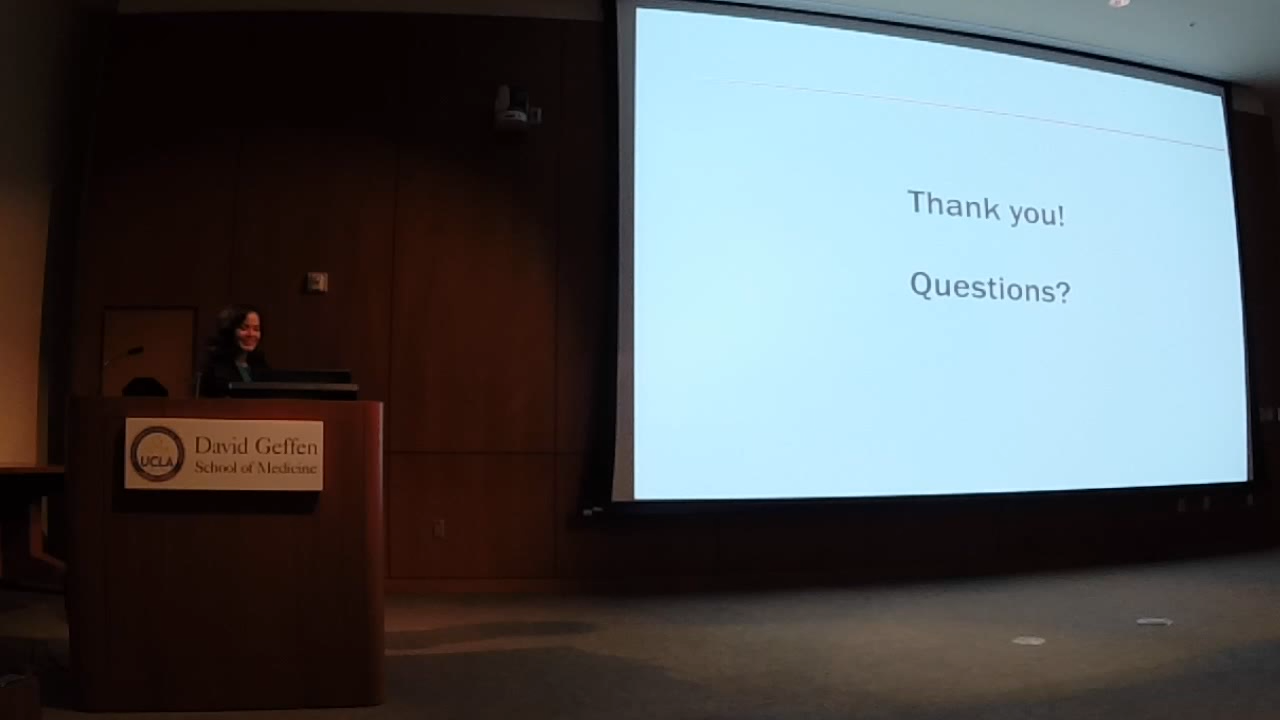 Thank you!
Questions?
UCLA
David Geffen
School of Medicine